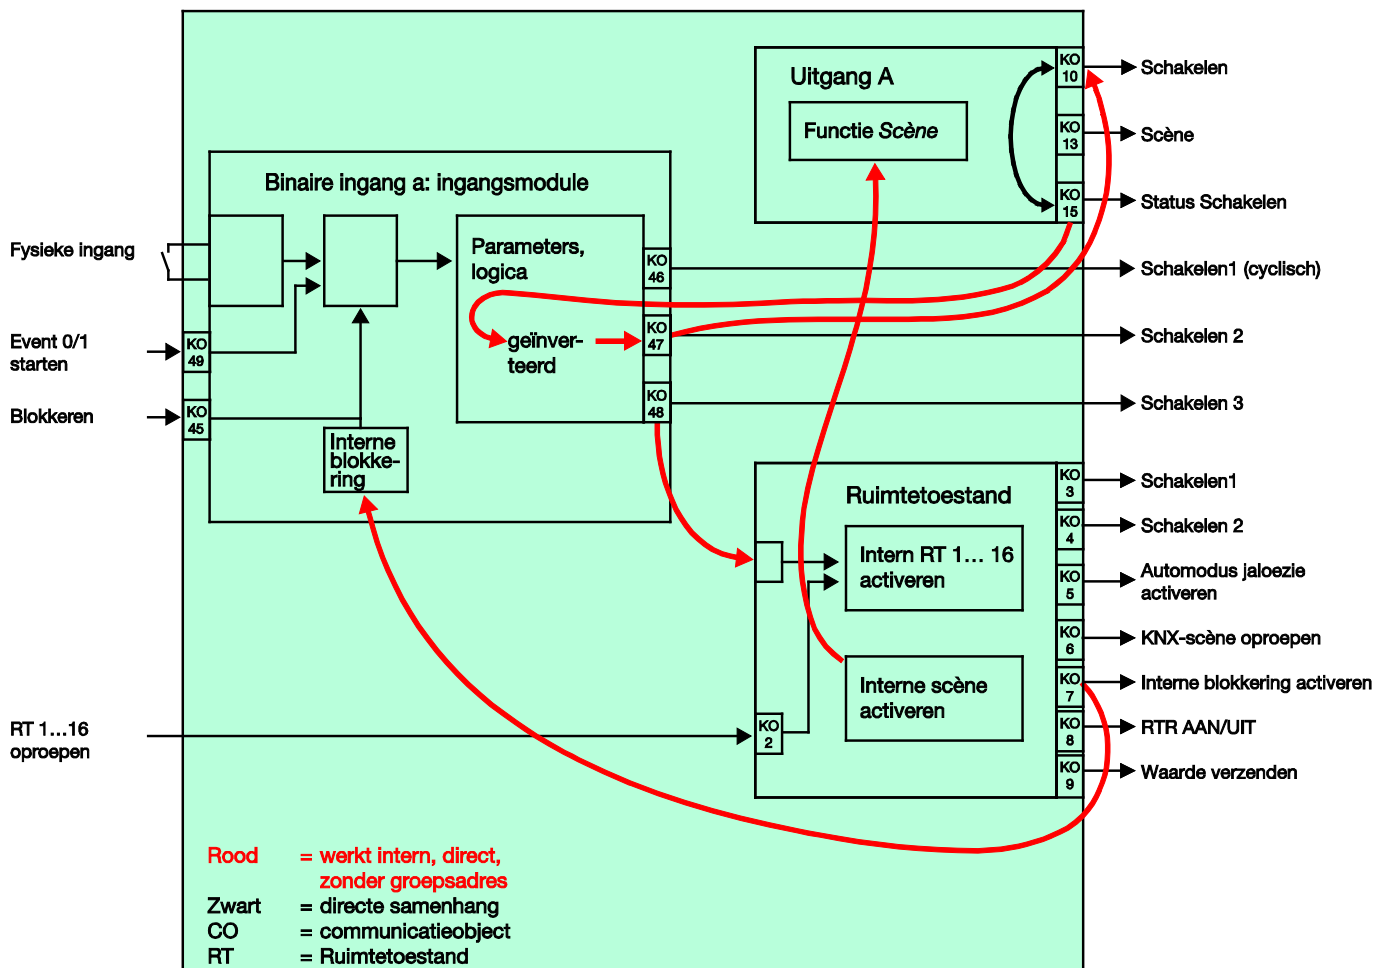 Uitgang A
Functie Scène
KO
10
Schakelen
KO
13
Scène
KO
15
Status Schakelen
Binaire ingang a: ingangsmodule
Fysieke ingang
Parameters,
logica
geïnver-
teerd
KO
46
Schakelen1 (cyclisch)
KO
47
Schakelen 2
KO
48
Schakelen 3
Event 0/1
starten
KO
49
Blokkeren
KO
45
Interne
blokke-
ring
Ruimtetoestand
Intern RT 1... 16
activeren
Interne scène
activeren
KO
3
Schakelen1
KO
4
Schakelen 2
KO
5
Automodus jaloezie
activeren
KO
6
KNX-scène oproepen
KO
7
Interne blokkering activeren
KO
8
RTR AAN/UIT
KO
9
Waarde verzenden
RT 1...16
oproepen
KO
2
Rood = werkt intern, direct,
zonder groepsadres
Zwart = directe samenhang
CO = communicatieobject
RT = Ruimtetoestand